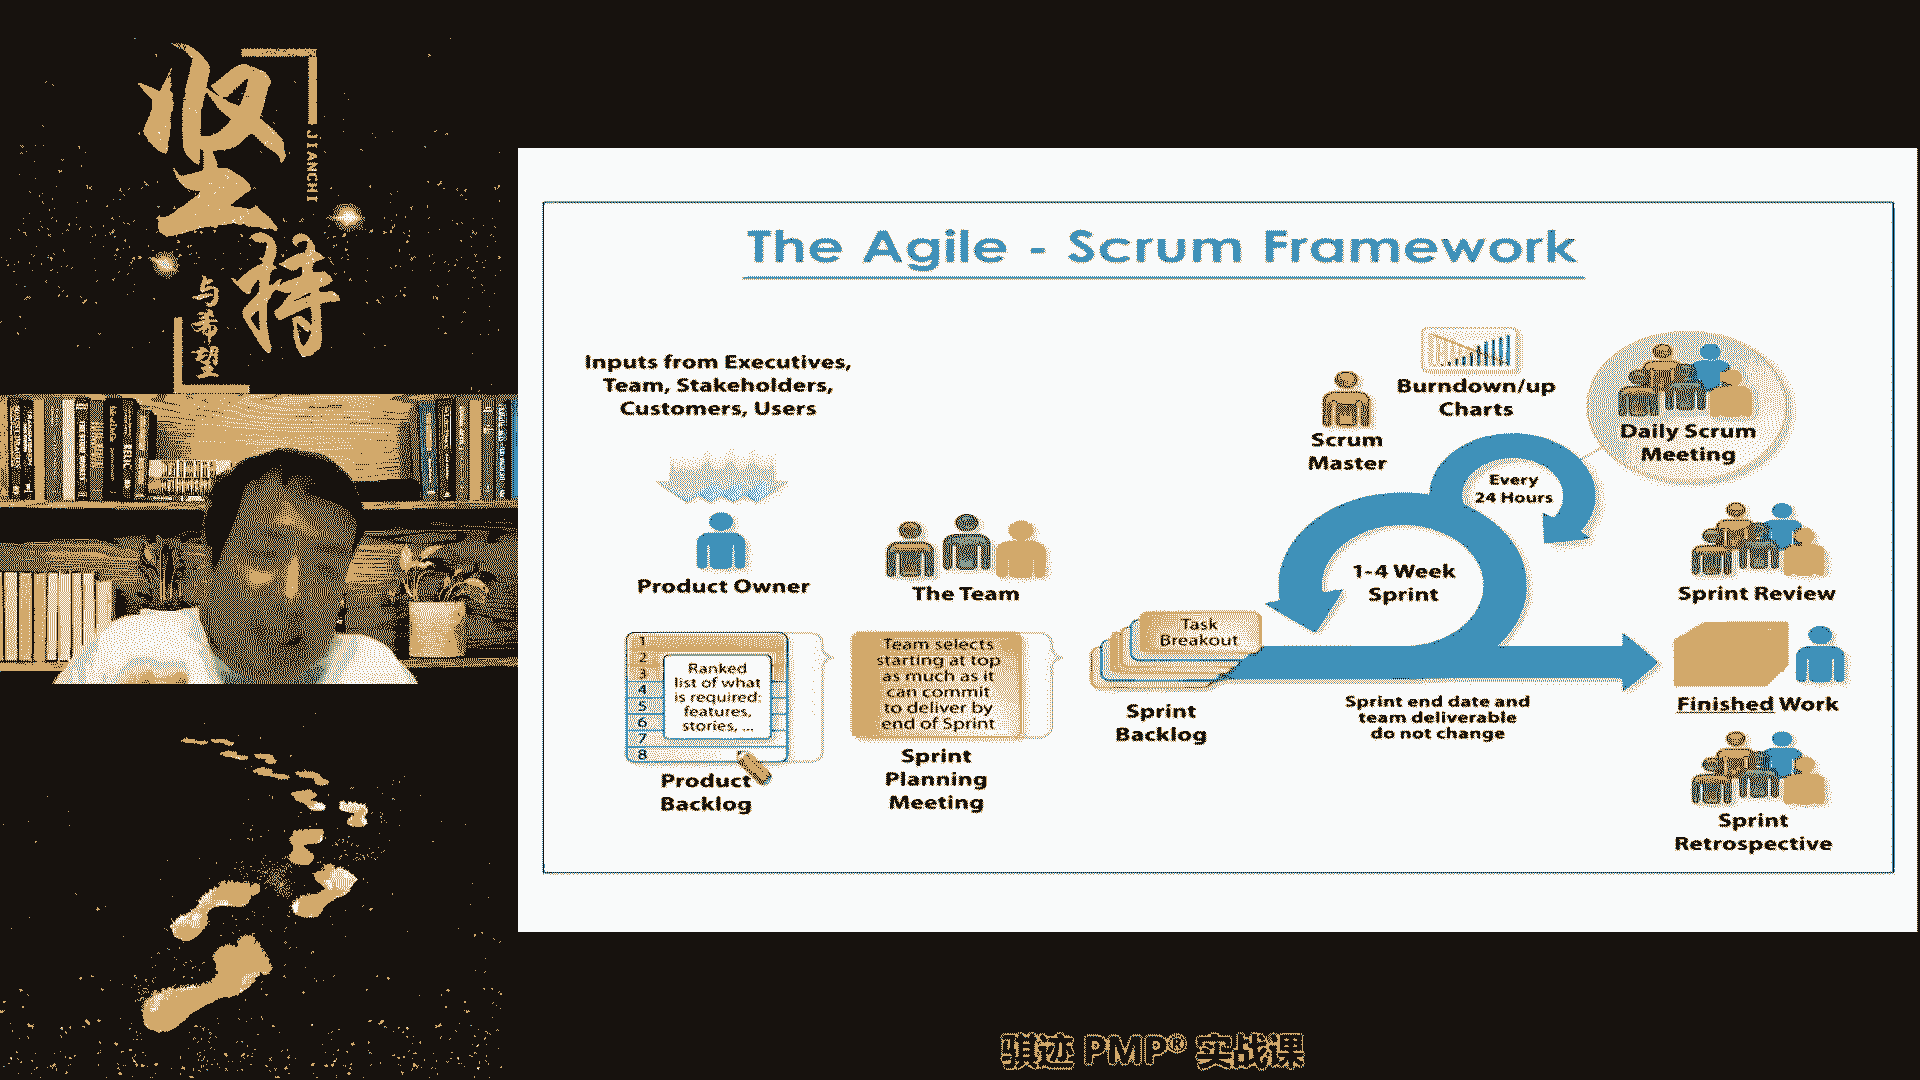 坚持
JIANCHI
与希望
The Agile - Scrum Framework
Inputs from Executives,
Team, Stakeholders,
Customers, Users
Product Owner
The Team
1
2
3
4
5
6
7
8
Ranked
list of what
is required:
features,
stories, ...
Product
Backlog
Team selects
starting at top
as much as it
can commit
to deliver by
end of Sprint
Sprint
Planning
Meeting
Task
Breakout
Sprint
Backlog
Scrum
Master
Burndown/up
Charts
Every
24 Hours
1-4 Week
Sprint
Sprint end date and
team deliverable
do not change
Daily Scrum
Meeting
Sprint Review
Finished Work
Sprint
Retrospective
骐迹 PMP® 实战课